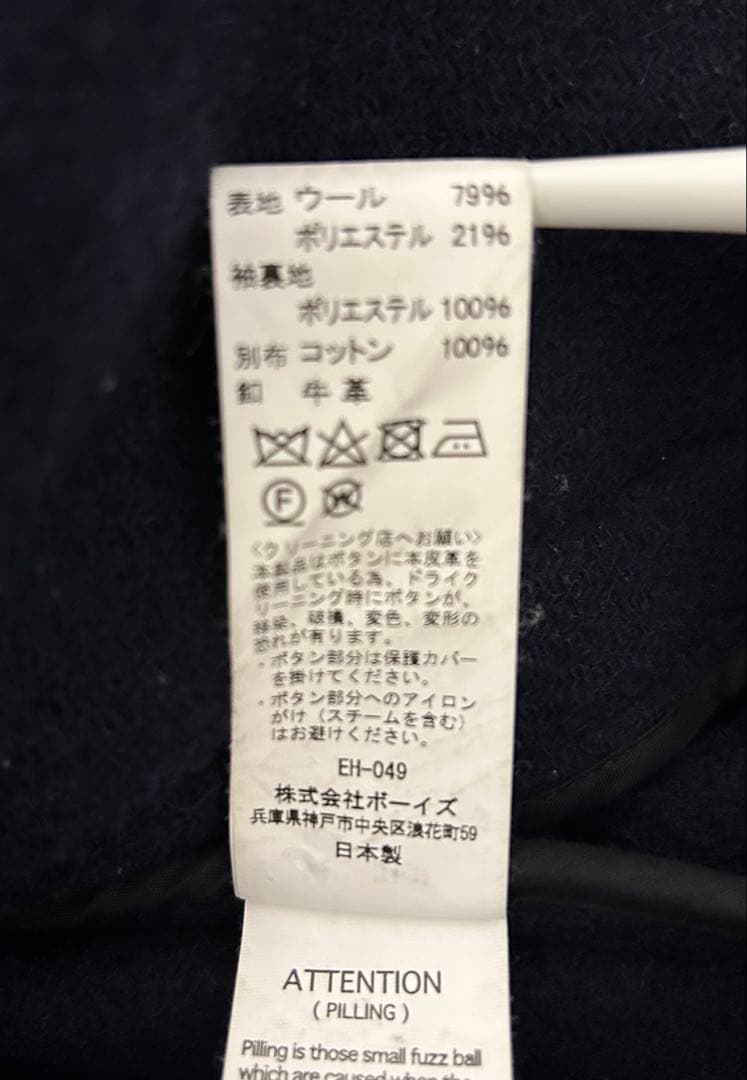 表地 ウール 79%
ポリエステル 21%
袖裏地
ポリエステル 100%
別布 コットン 100%
釦 牛革
F
W
〈クリーニング店へお願い〉
本製品はボタンに本皮革を
使用している為、ドライク
リーニング時にボタンが、
移染、破損、変色、変形の
恐れが有ります。
・ボタン部分は保護カバー
を掛けてください。
・ボタン部分へのアイロン
がけ（スチームを含む）
はお避けください。
EH-049
株式会社ボーイズ
兵庫県神戸市中央区浪花町59
日本製
ATTENTION
( PILLING )
Pilling is those small fuzz ball
which are caused when the